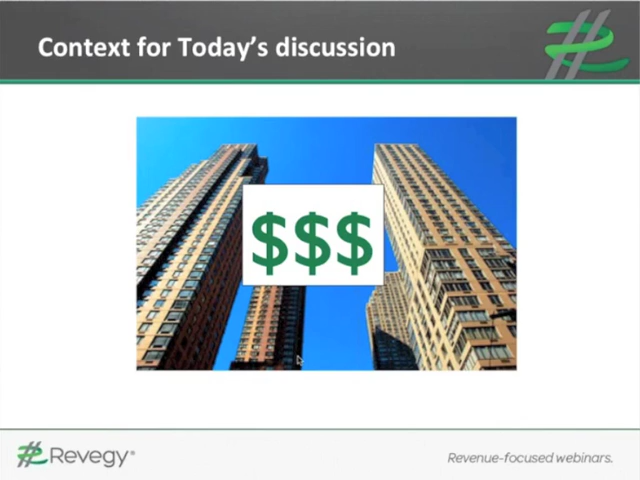 Context for Today's discussion
$$$
Revegy®
Revenue-focused webinars.